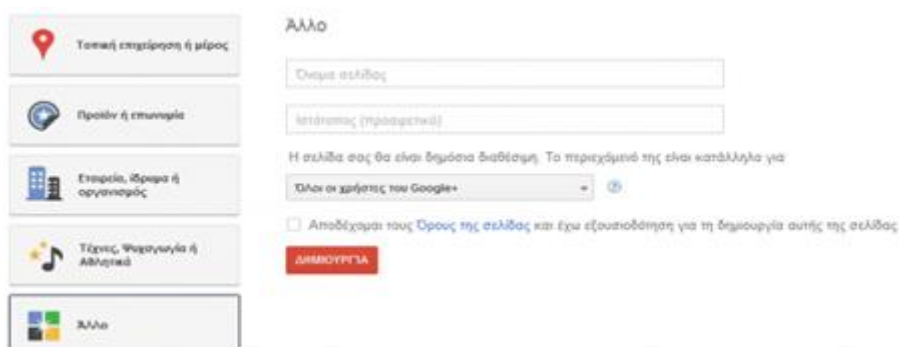 Τοπική επιχείρηση ή μέρος
Προϊόν ή επωνυμία
Εταιρεία, ίδρυμα ή
οργανισμός
Τέχνες, Ψυχαγωγία ή
Αθλητικά
Άλλο
Άλλο
Όνομα σελίδας
Ιστότοπος (προαιρετικό)
Η σελίδα σας θα είναι δημόσια διαθέσιμη. Το περιεχόμενό της είναι κατάλληλο για
Όλοι οι χρήστες του Google+
Αποδέχομαι τους Όρους της σελίδας και έχω εξουσιοδότηση για τη δημιουργία αυτής της σελίδας.
ΔΗΜΙΟΥΡΓΊΑ